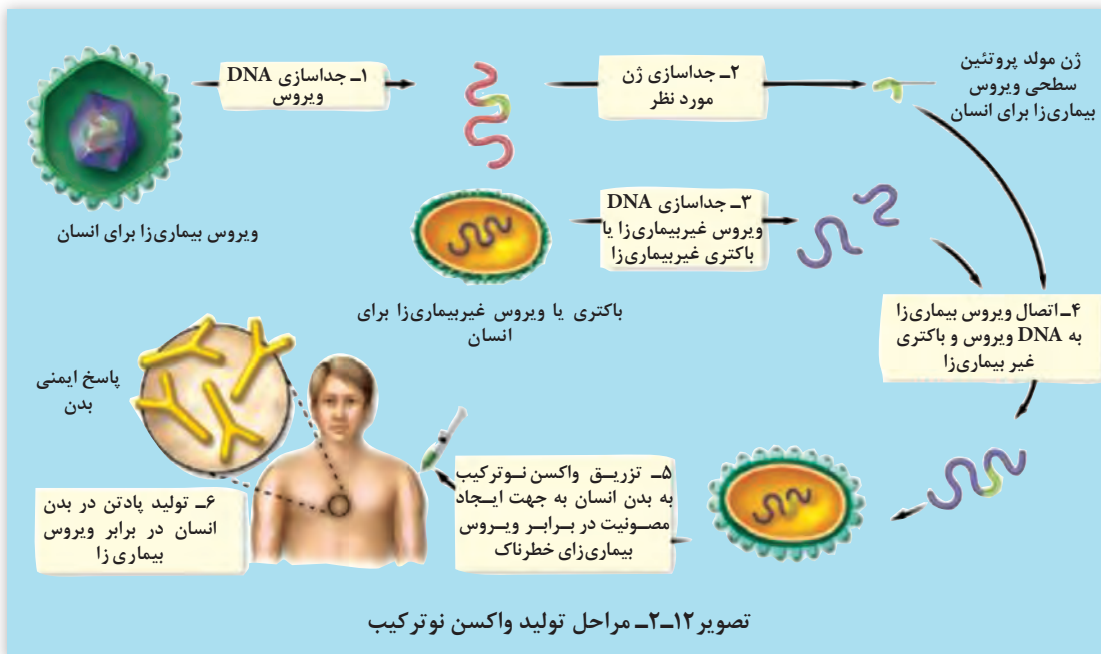 ۱ـ جداسازی DNA
ویروس
۲ـ جداسازی ژن
مورد نظر
ژن مولد پروتئین
سطحی ویروس
بیماری‌زا برای انسان
ویروس بیماری‌زا برای انسان
۳ـ جداسازی DNA
ویروس غیربیماری‌زا یا
باکتری غیربیماری‌زا
باکتری یا ویروس غیربیماری‌زا برای
انسان
۴ـ اتصال ویروس بیماری‌زا
به DNA ویروس و باکتری
غیر بیماری‌زا
پاسخ ایمنی
بدن
۵ـ تزریق واکسن نوترکیب
به بدن انسان به جهت ایجاد
مصونیت در برابر ویروس
بیماری‌زای خطرناک
۶ـ تولید پادتن در بدن
انسان در برابر ویروس
بیماری زا
تصویر۱۲ـ۲ـ مراحل تولید واکسن نوترکیب